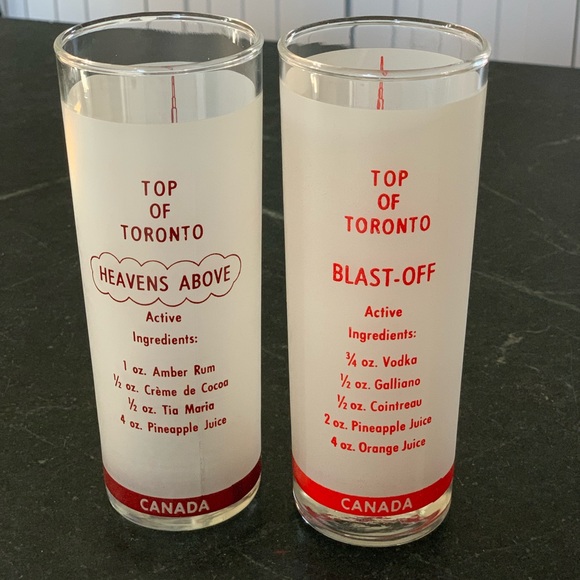 TOP
OF
TORONTO
HEAVENS ABOVE
Active
Ingredients:
1 oz. Amber Rum
½ oz. Crème de Cocoa
½ oz. Tia Maria
4 oz. Pineapple Juice
CANADA
TOP
OF
TORONTO
BLAST-OFF
Active
Ingredients:
¾ oz. Vodka
½ oz. Galliano
½ oz. Cointreau
2 oz. Pineapple Juice
4 oz. Orange Juice
CANADA